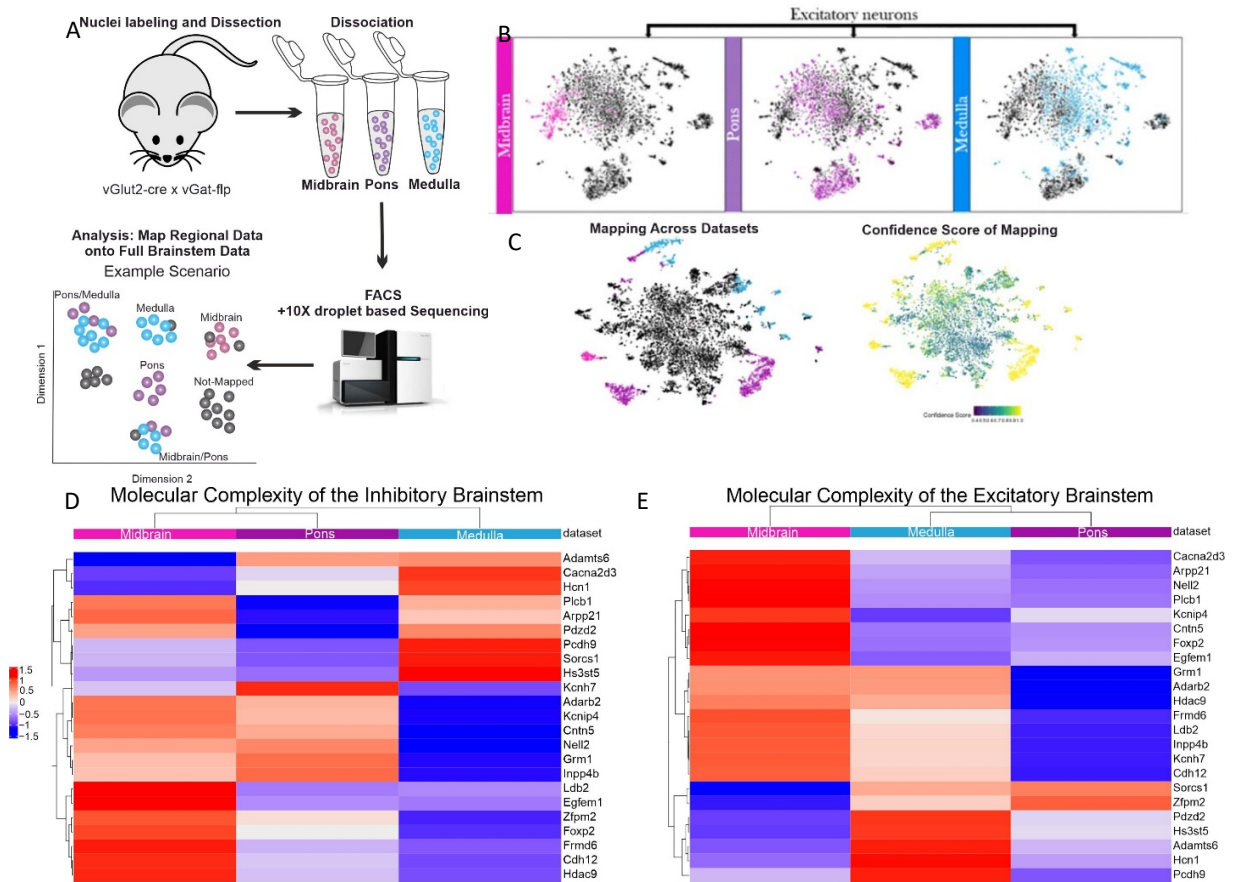 A
Nuclei labeling and Dissection
Dissociation
vGlut2-cre x vGat-flp
Midbrain
Pons
Medulla
Analysis: Map Regional Data
onto Full Brainstem Data
Example Scenario
FACS
+10X droplet based Sequencing
Pons/Medulla
Medulla
Midbrain
Pons
Not-Mapped
Midbrain/Pons
Dimension 1
Dimension 2
B
Excitatory neurons
Midbrain
Pons
Medulla
C
Mapping Across Datasets
Confidence Score of Mapping
Confidence Score
D
Molecular Complexity of the Inhibitory Brainstem
Midbrain
Pons
Medulla
dataset
Adamts6
Cacna2d3
Hcn1
Plcb1
Arpp21
Pdzd2
Pcdh9
Sorcs1
Hs3st5
Kcnh7
Adarb2
Kcnip4
Cntn5
Nell2
Grm1
Inpp4b
Ldb2
Egfem1
Zfpm2
Foxp2
Frmd6
Cdh12
Hdac9
1.5
1
0.5
0
−0.5
−1
−1.5
E
Molecular Complexity of the Excitatory Brainstem
Midbrain
Medulla
Pons
dataset
Cacna2d3
Arpp21
Nell2
Plcb1
Kcnip4
Cntn5
Foxp2
Egfem1
Grm1
Adarb2
Hdac9
Frmd6
Ldb2
Inpp4b
Kcnh7
Cdh12
Sorcs1
Zfpm2
Pdzd2
Hs3st5
Adamts6
Hcn1
Pcdh9